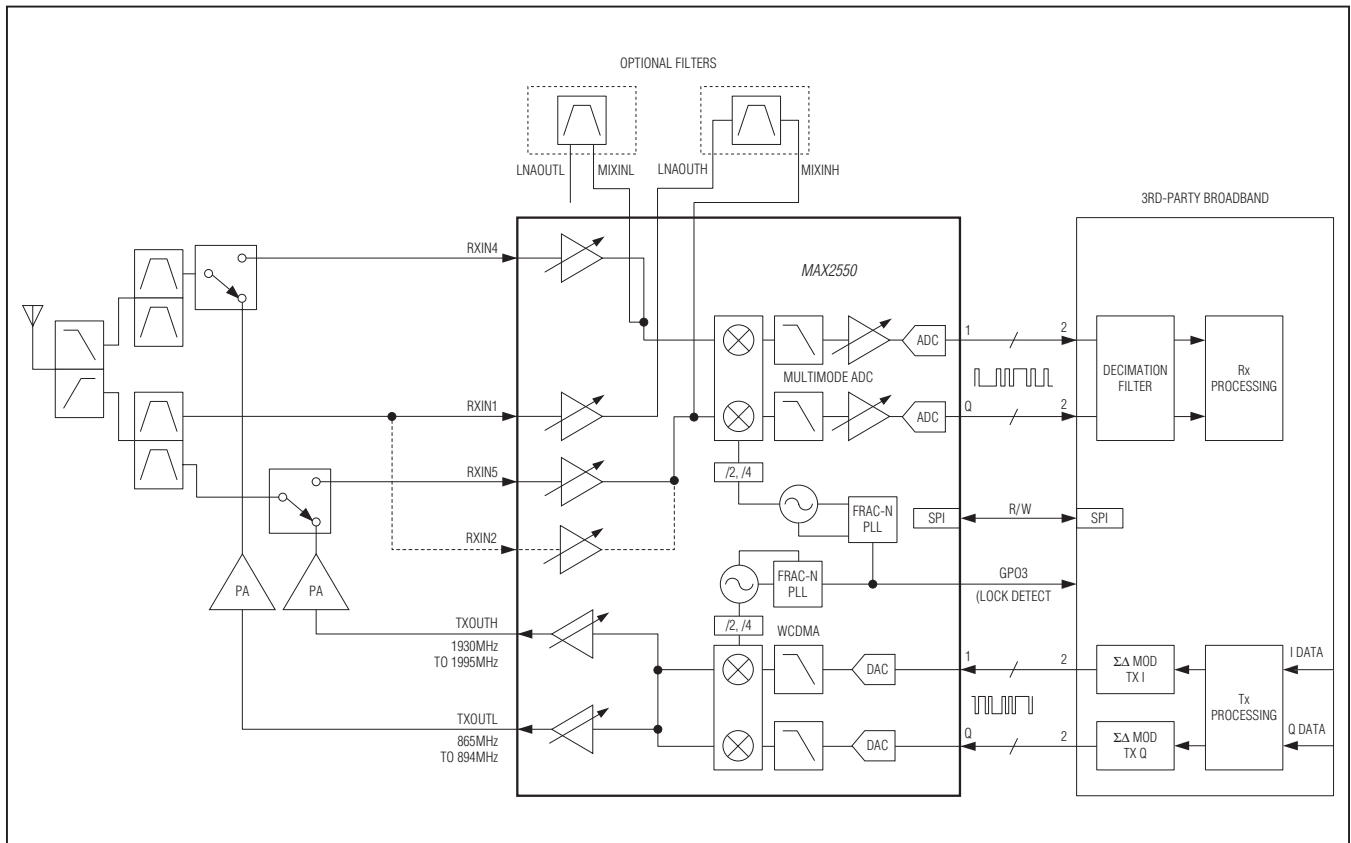 OPTIONAL FILTERS
LNAOUTL
MIXINL
LNAOUTH
MIXINH
3RD-PARTY BROADBAND
RXIN4
MAX2550
1
2
ADC
MULTIMODE ADC
DECIMATION
FILTER
Rx
PROCESSING
RXIN1
Q
2
ADC
RXIN5
/2, /4
FRAC-N
PLL
SPI
R/W
SPI
RXIN2
FRAC-N
PLL
GPO3
(LOCK DETECT
PA
PA
/2, /4
TXOUTH
1930MHz
TO 1995MHz
WCDMA
DAC
1
2
ΣΔ MOD
TX I
Tx
PROCESSING
I DATA
TXOUTL
865MHz
TO 894MHz
DAC
Q
2
ΣΔ MOD
TX Q
Q DATA